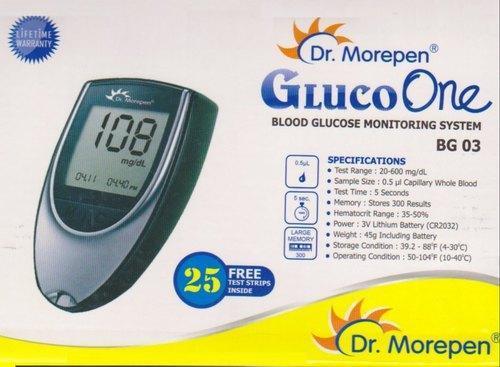 LIFETIME
WARRANTY
Dr. Morepen®
GLUCO One
BLOOD GLUCOSE MONITORING SYSTEM
BG 03
Dr. Morepen
108
mg/dL
04.11 04:40 PM
0.5µL
5 sec.
LARGE
MEMORY
300
SPECIFICATIONS
• Test Range : 20-600 mg/dL
• Sample Size : 0.5 µl Capillary Whole Blood
• Test Time : 5 Seconds
• Memory : Stores 300 Results
• Hematocrit Range : 35-50%
• Power : 3V Lithium Battery (CR2032)
• Weight : 45g Including Battery
• Storage Condition : 39.2 - 88°F (4-30°C)
• Operating Condition : 50-104°F (10-40°C)
25 FREE
TEST STRIPS
INSIDE
Dr. Morepen®